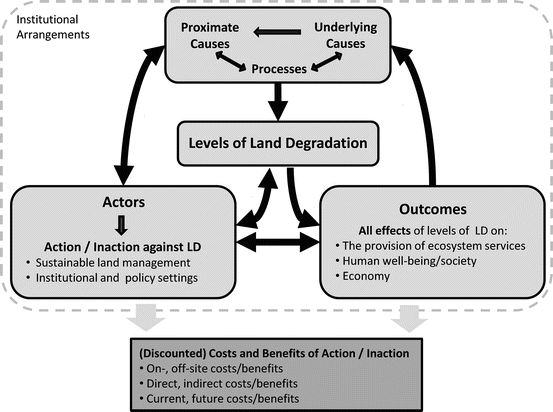 Institutional
Arrangements
Proximate
Causes
Underlying
Causes
Processes
Levels of Land Degradation
Actors
Action / Inaction against LD
• Sustainable land management
• Institutional and policy settings
Outcomes
All effects of levels of LD on:
• The provision of ecosystem services
• Human well-being/society
• Economy
(Discounted) Costs and Benefits of Action / Inaction
• On-, off-site costs/benefits
• Direct, indirect costs/benefits
• Current, future costs/benefits